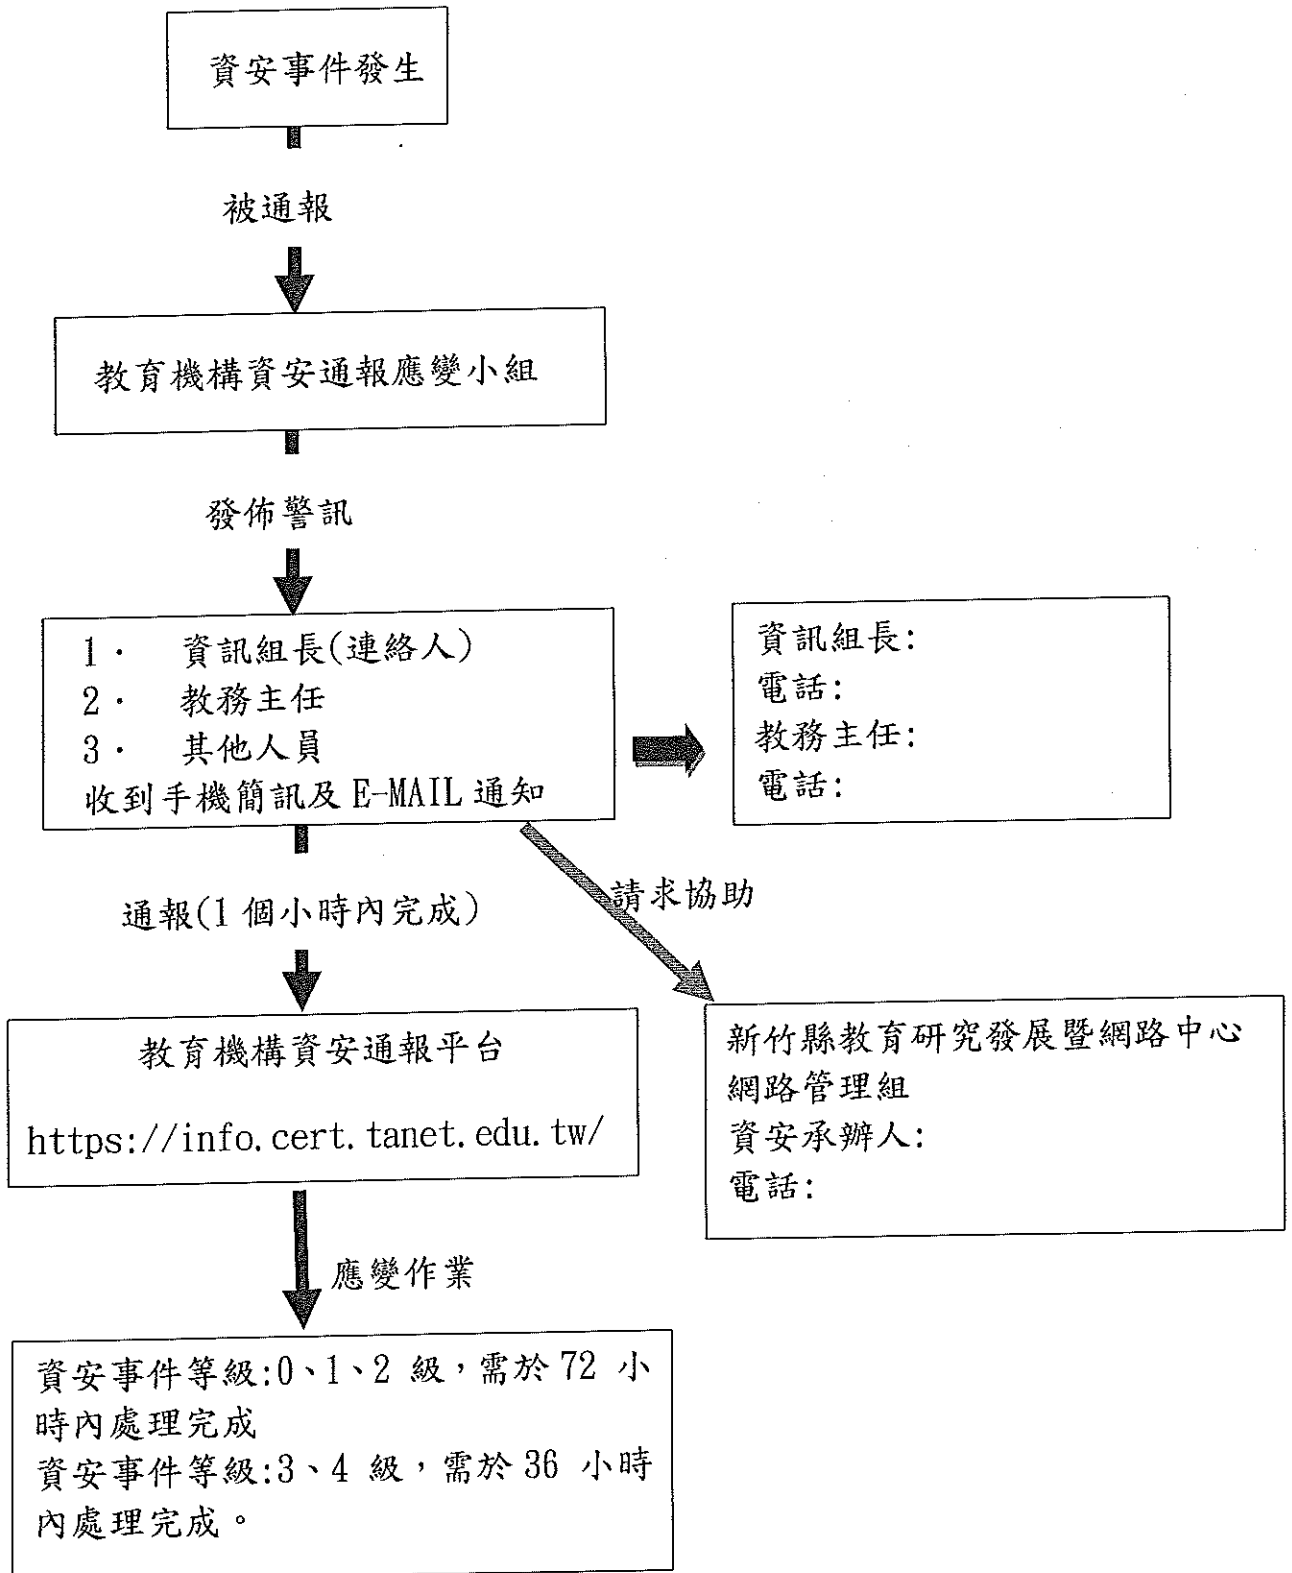 資安事件發生
被通報
教育機構資安通報應變小組
發佈警訊
1. 資訊組長(連絡人)
2. 教務主任
3. 其他人員
收到手機簡訊及 E-MAIL 通知
資訊組長:
電話:
教務主任:
電話:
通報(1 個小時內完成)
請求協助
教育機構資安通報平台
https://info.cert.tanet.edu.tw/
新竹縣教育研究發展暨網路中心
網路管理組
資安承辦人:
電話:
應變作業
資安事件等級:0、1、2 級，需於 72 小
時內處理完成
資安事件等級:3、4 級，需於 36 小時
內處理完成。